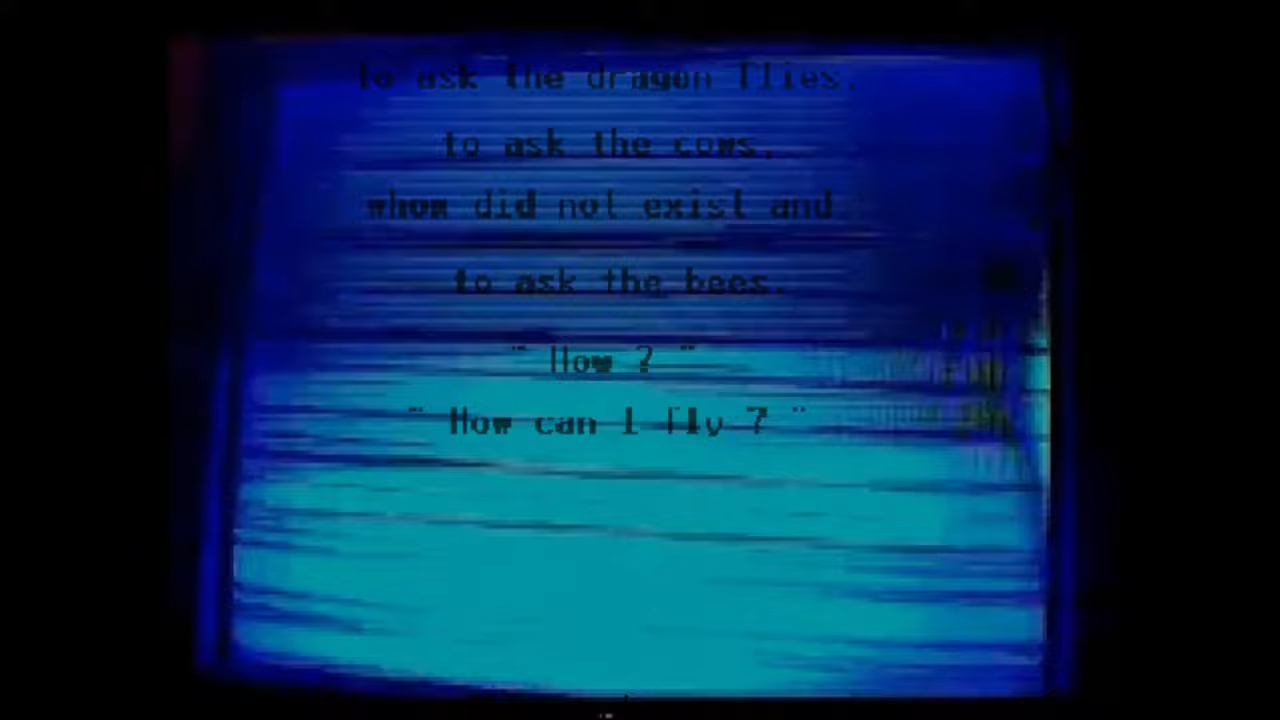 to ask the dragon flies,
to ask the cows,
whom did not exist and
to ask the bees.
" How ? "
" How can I fly ? "